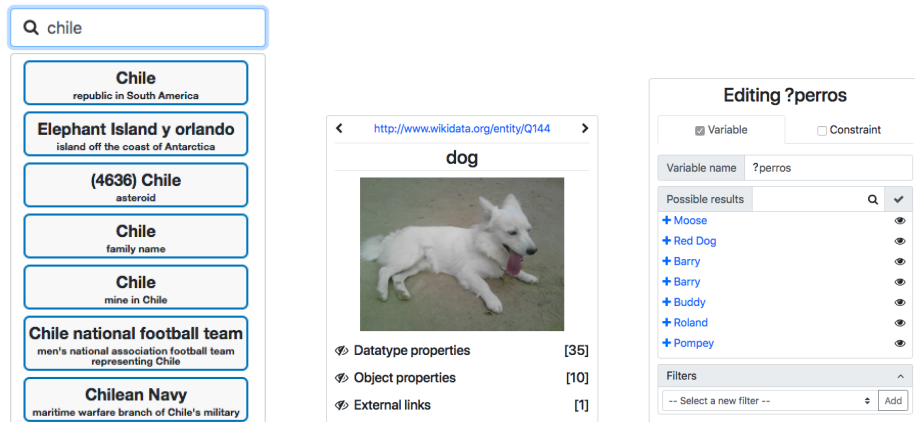 chile
Chile
republic in South America
Elephant Island y orlando
island off the coast of Antarctica
(4636) Chile
asteroid
Chile
family name
Chile
mine in Chile
Chile national football team
men's national association football team
representing Chile
Chilean Navy
maritime warfare branch of Chile's military
http://www.wikidata.org/entity/Q144
dog
Datatype properties [35]
Object properties [10]
External links [1]
Editing ?perros
Variable Constraint
Variable name ?perros
Possible results
Moose
Red Dog
Barry
Barry
Buddy
Roland
Pompey
Filters
-- Select a new filter -- Add